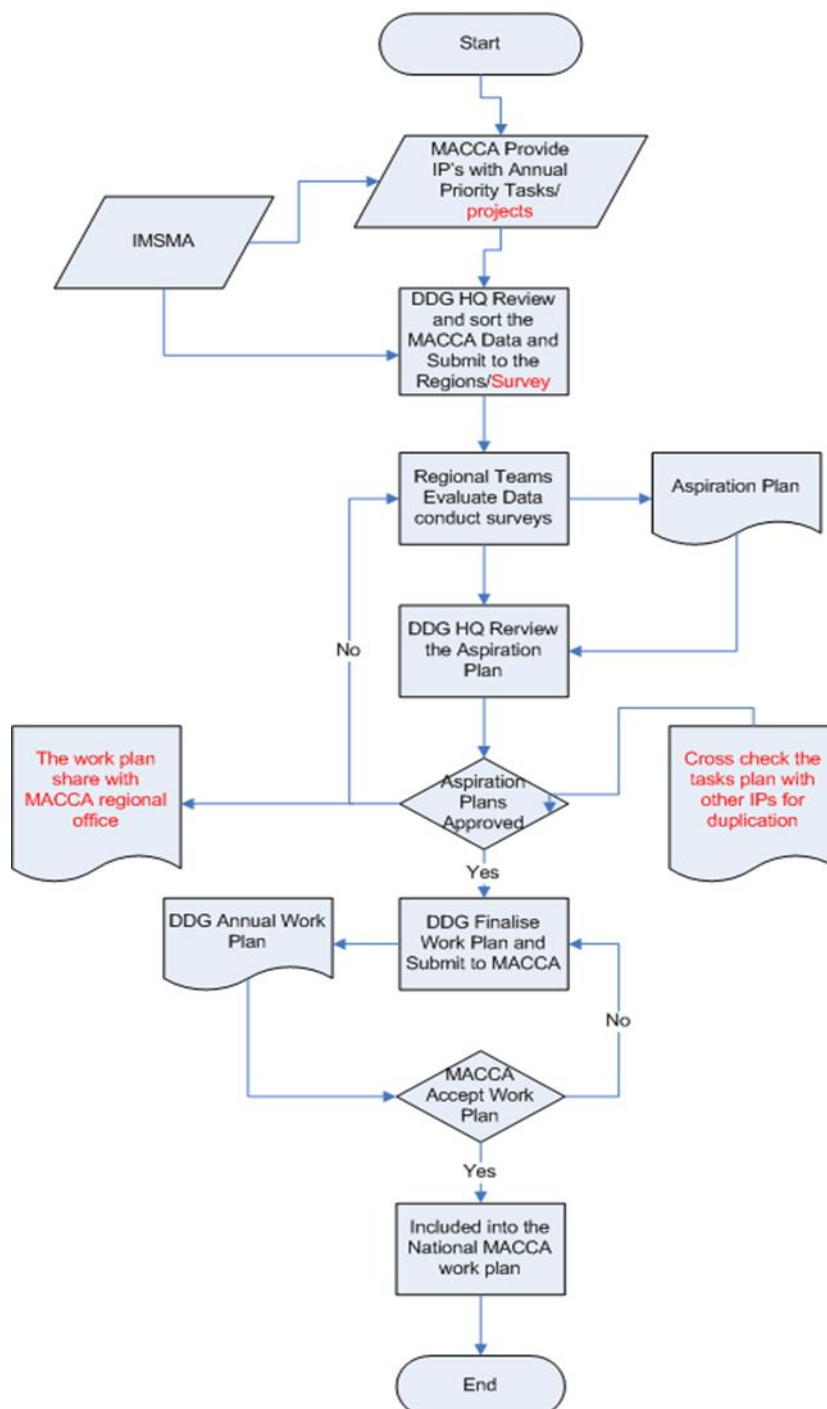 Start
MACCA Provide
IP's with Annual
Priority Tasks/
projects
IMSMA
DDG HQ Review
and sort the
MACCA Data and
Submit to the
Regions/Survey
Regional Teams
Evaluate Data
conduct surveys
Aspiration Plan
DDG HQ Rerview
the Aspiration
Plan
No
The work plan
share with
MACCA regional
office
Aspiration
Plans
Approved
Cross check the
tasks plan with
other IPs for
duplication
Yes
DDG Annual Work
Plan
DDG Finalise
Work Plan and
Submit to MACCA
No
MACCA
Accept Work
Plan
Yes
Included into the
National MACCA
work plan
End